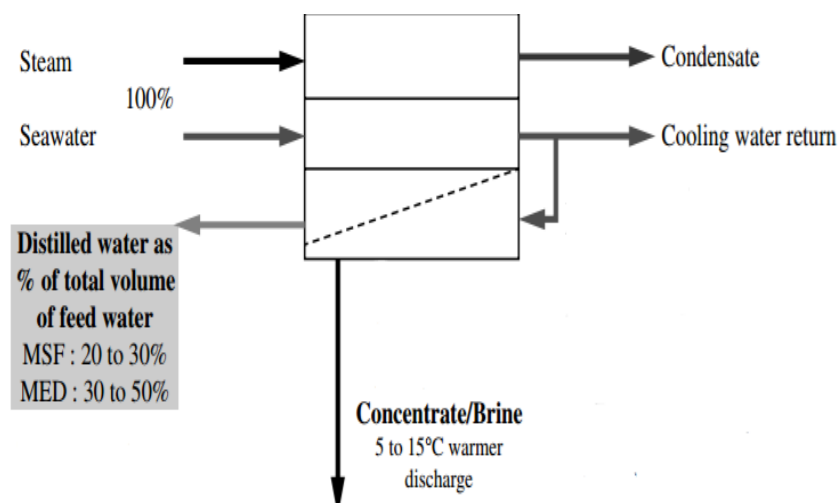 Steam
Condensate
100%
Seawater
Cooling water return
Distilled water as
% of total volume
of feed water
MSF : 20 to 30%
MED : 30 to 50%
Concentrate/Brine
5 to 15°C warmer
discharge